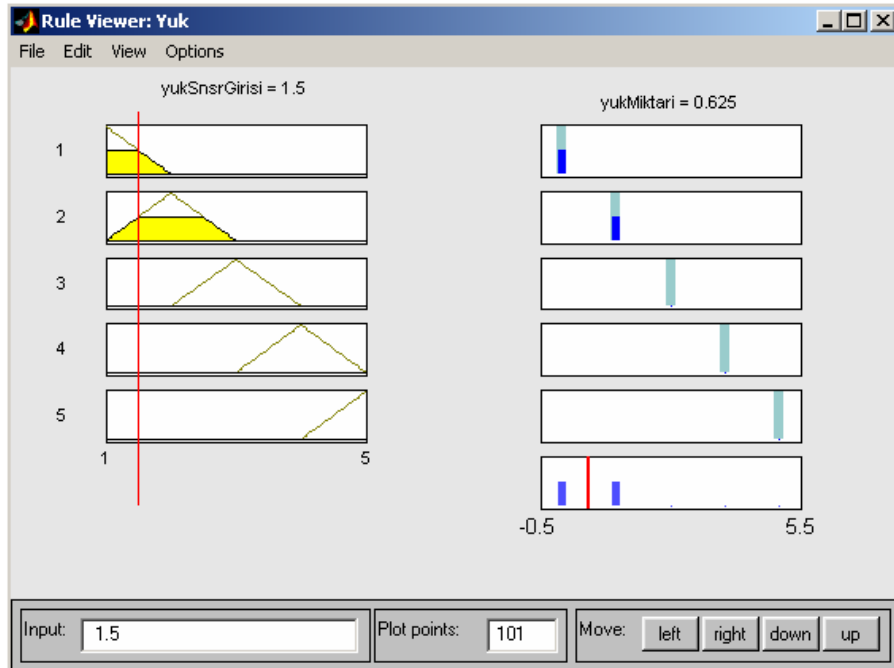 Rule Viewer: Yuk
File Edit View Options
yukSnsrGirisi = 1.5
yukMiktari = 0.625
1
2
3
4
5
1 5
-0.5 5.5
Input: 1.5 Plot points: 101 Move: left right down up